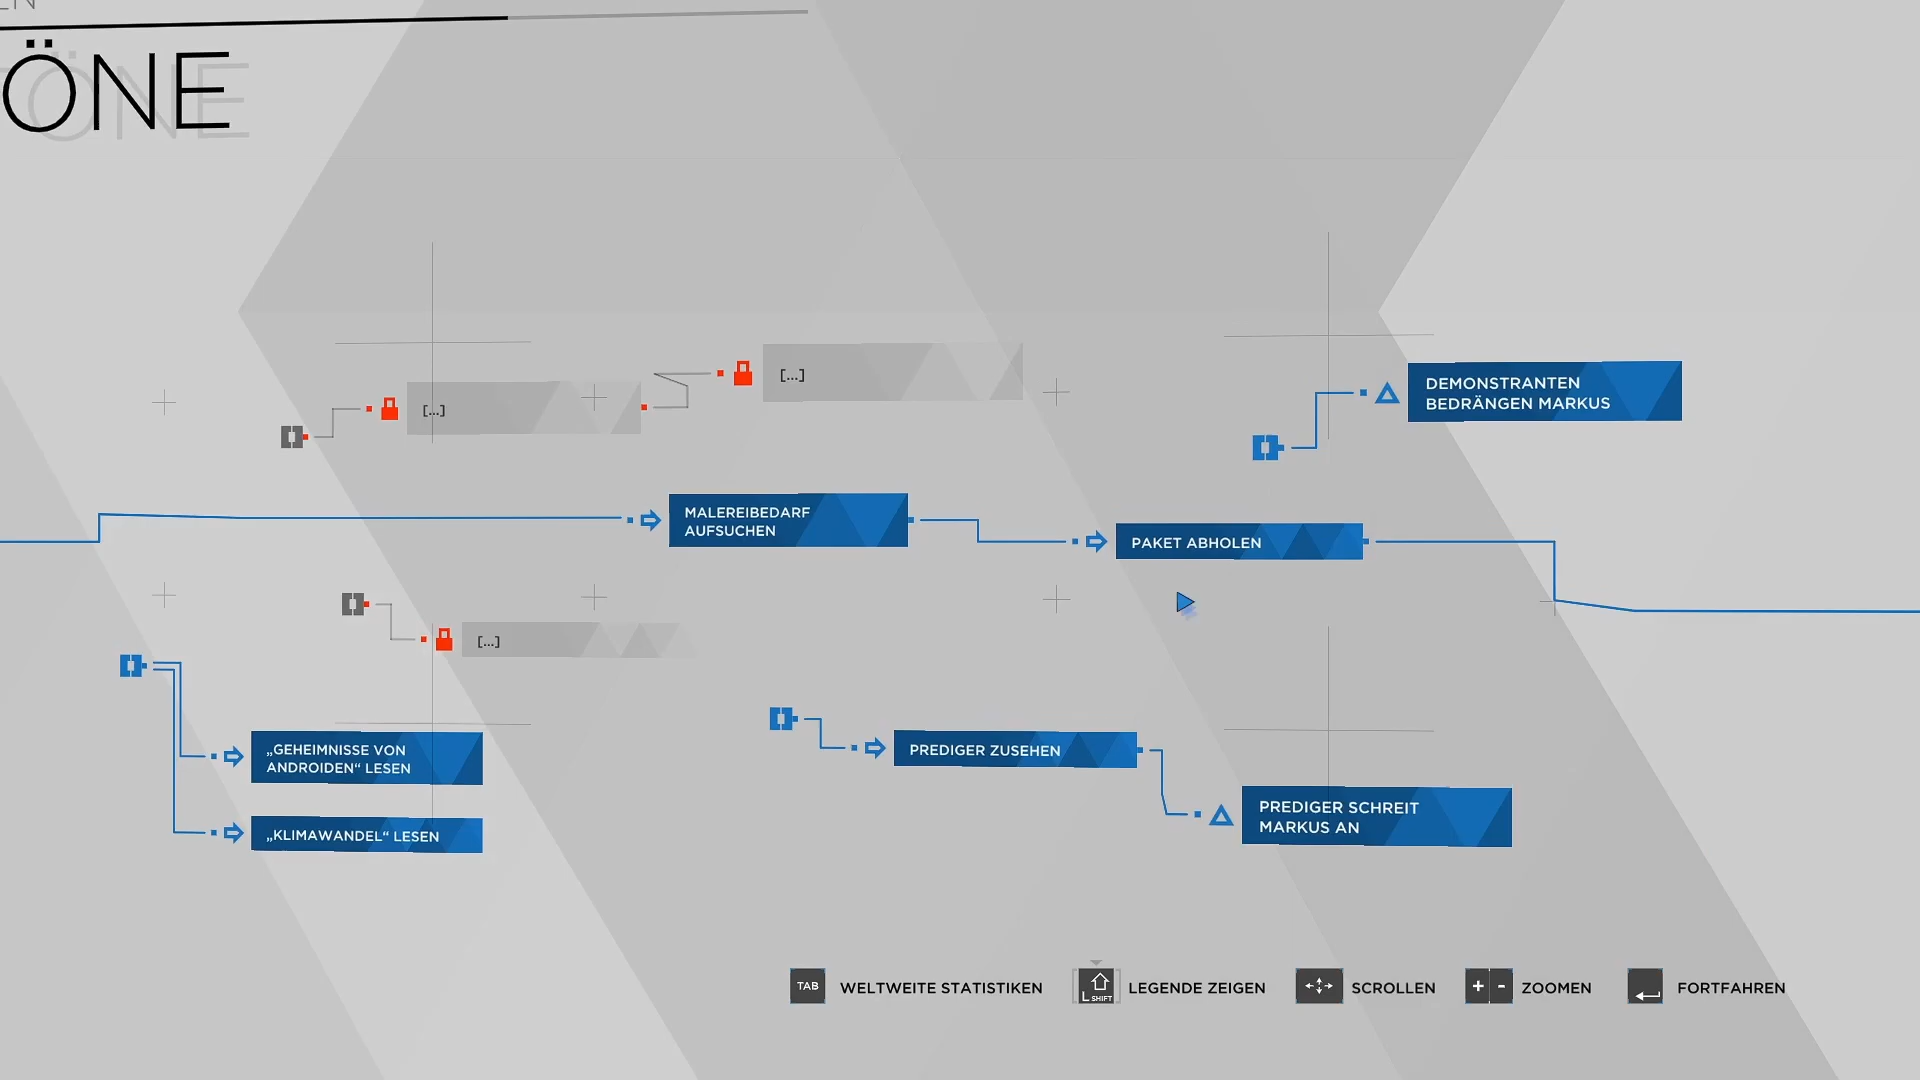 ÖNE
[...]
[...]
DEMONSTRANTEN
BEDRÄNGEN MARKUS
MALEREIBEDARF
AUFSUCHEN
PAKET ABHOLEN
[...]
„GEHEIMNISSE VON
ANDROIDEN“ LESEN
„KLIMAWANDEL“ LESEN
PREDIGER ZUSEHEN
PREDIGER SCHREIT
MARKUS AN
TAB WELTWEITE STATISTIKEN
L SHIFT LEGENDE ZEIGEN
SCROLLEN
+ - ZOOMEN
FORTFAHREN